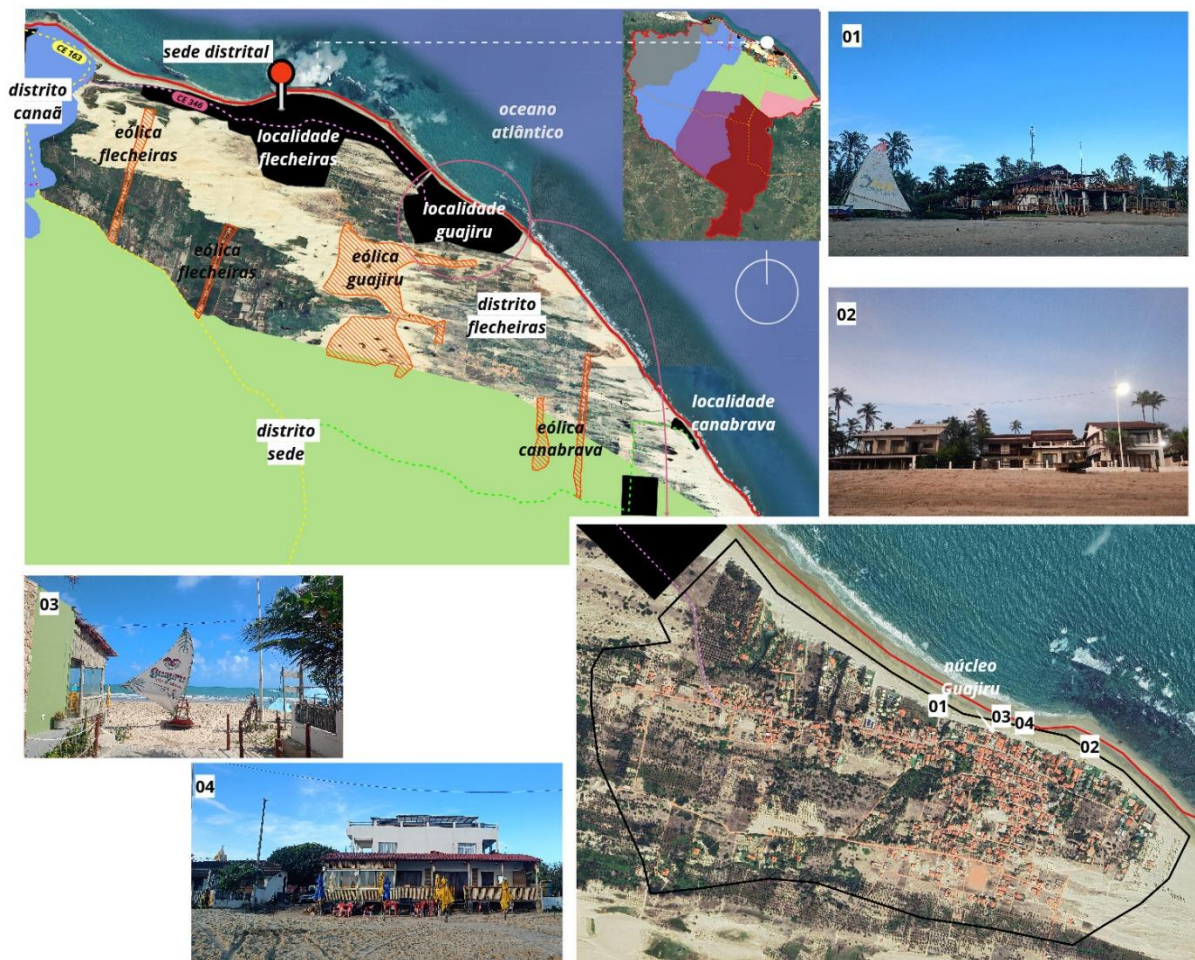 CE 163
sede distrital
distrito
canaã
CE 346
eólica
flecheiras
localidade
flecheiras
oceano
atlântico
localidade
guajiru
eólica
flecheiras
eólica
guajiru
distrito
flecheiras
localidade
canabrava
eólica
canabrava
distrito
sede
01
02
03
guajiru
04
núcleo
Guajiru
01
03
04
02